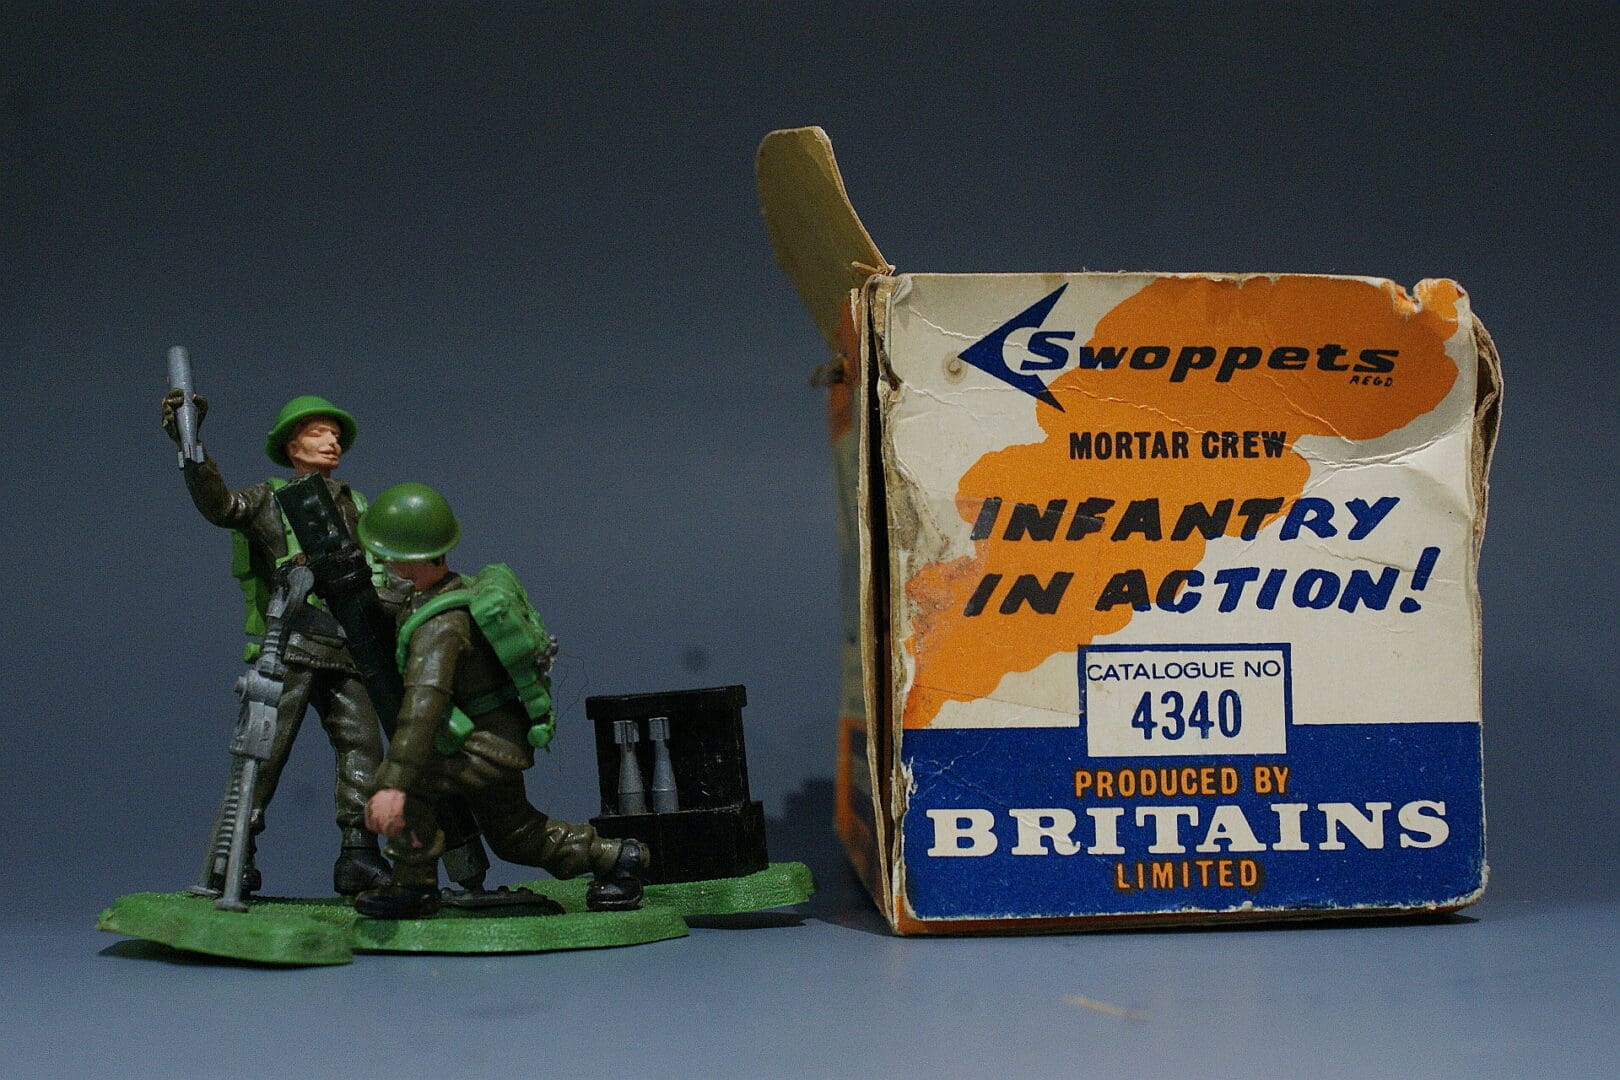 Swoppets
REGD
MORTAR CREW
INFANTRY
IN ACTION!
CATALOGUE NO
4340
PRODUCED BY
BRITAINS
LIMITED